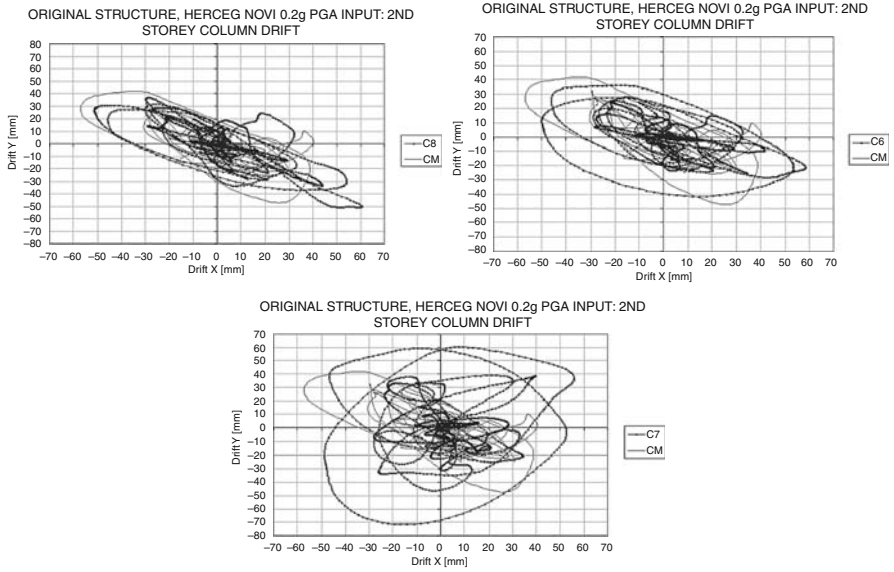 ORIGINAL STRUCTURE, HERCEG NOVI 0.2g PGA INPUT: 2ND
STOREY COLUMN DRIFT
80
70
60
50
40
30
20
10
0
–10
–20
–30
–40
–50
–60
–70
–80
Drift Y [mm]
–70 –60 –50 –40 –30 –20 –10 0 10 20 30 40 50 60 70
Drift X [mm]
C8
CM
ORIGINAL STRUCTURE, HERCEG NOVI 0.2g PGA INPUT: 2ND
STOREY COLUMN DRIFT
70
60
50
40
30
20
10
0
–10
–20
–30
–40
–50
–60
–70
–80
Drift Y [mm]
–70 –60 –50 –40 –30 –20 –10 0 10 20 30 40 50 60 70
Drift X [mm]
C6
CM
ORIGINAL STRUCTURE, HERCEG NOVI 0.2g PGA INPUT: 2ND
STOREY COLUMN DRIFT
70
60
50
40
30
20
10
0
–10
–20
–30
–40
–50
–60
–70
–80
Drift Y [mm]
–70 –60 –50 –40 –30 –20 –10 0 10 20 30 40 50 60 70
Drift X [mm]
C7
CM